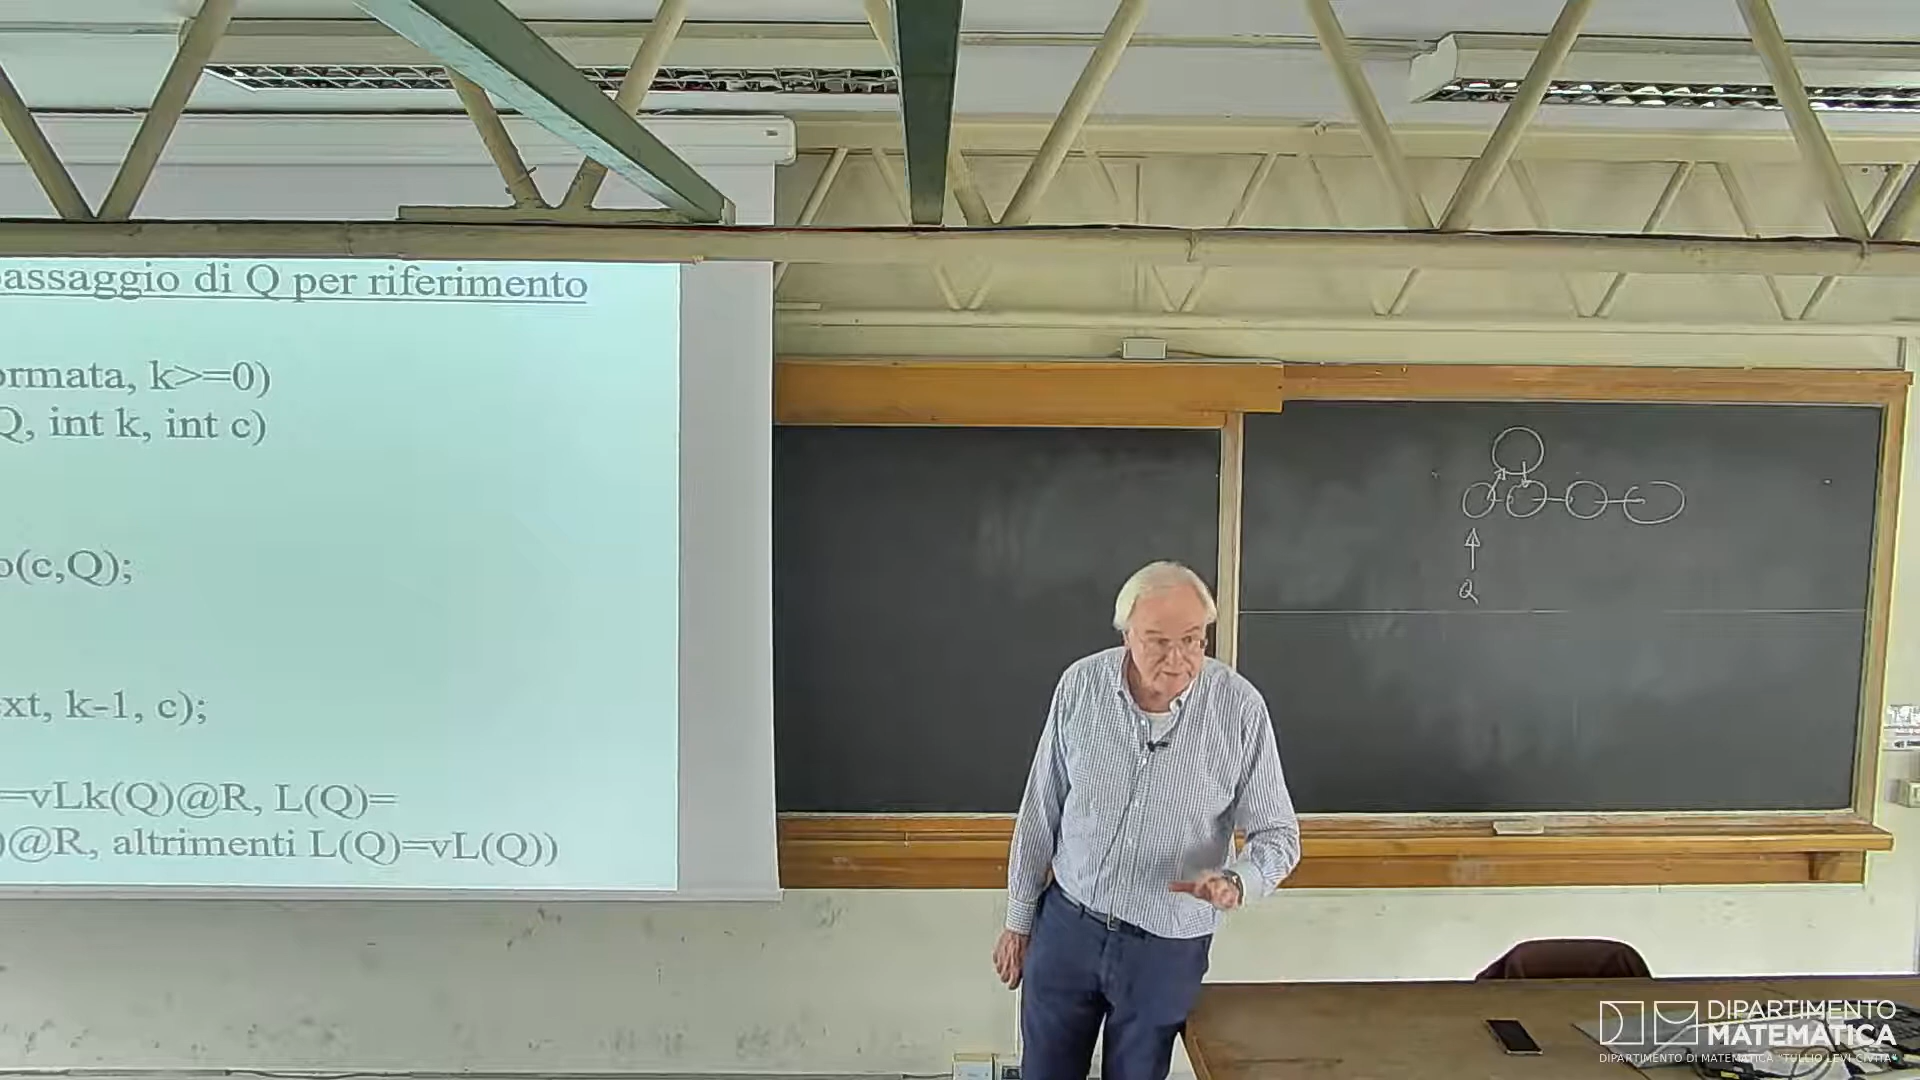 assaggio di Q per riferimento
ormata, k>=0)
Q, int k, int c)
o(c,Q);
xt, k-1, c);
=vLk(Q)@R, L(Q)=
)@R, altrimenti L(Q)=vL(Q))
Q
DIPARTIMENTO
MATEMATICA
DIPARTIMENTO DI MATEMATICA "TULLIO LEVI-CIVITA"